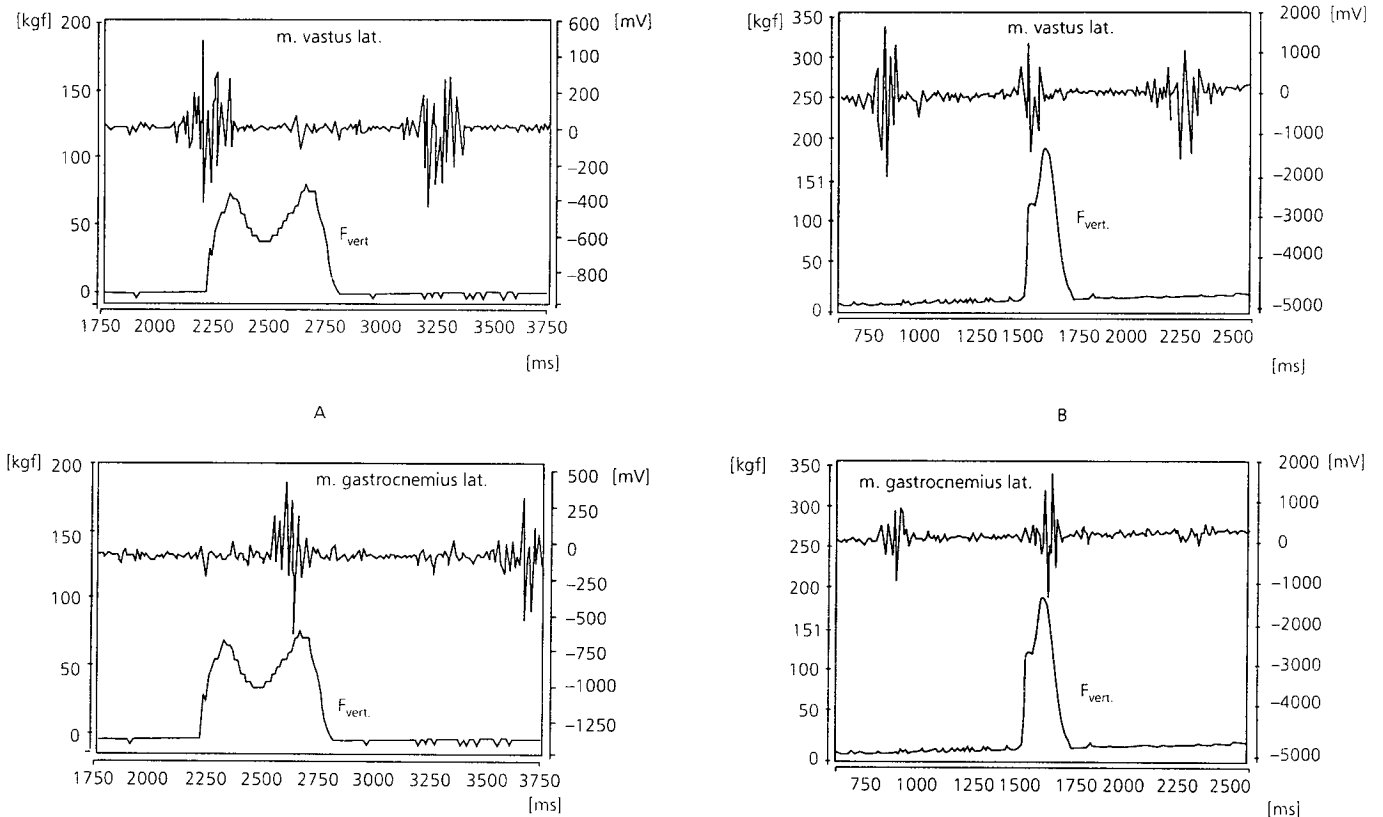 [kgf] 200 150 100 50 0
m. vastus lat.
600 [mV] 100 200 0 −200 −400 −600 −800
F vert
1750 2000 2250 2500 2750 3000 3250 3500 3750
[ms]
[kgf] 350 300 250 200 151 100 50 0
m. vastus lat.
2000 [mV] 1000 0 −1000 −2000 −3000 −4000 −5000
F vert.
750 1000 1250 1500 1750 2000 2250 2500
[ms]
A
B
[kgf] 200 150 100 50 0
m. gastrocnemius lat.
500 [mV] 250 0 −250 −500 −750 −1000 −1250
F vert.
1750 2000 2250 2500 2750 3000 3250 3500 3750
[ms]
[kgf] 350 300 250 200 151 100 50 0
m. gastrocnemius lat.
2000 [mV] 1000 0 −1000 −2000 −3000 −4000 −5000
F vert.
750 1000 1250 1500 1750 2000 2250 2500
[ms]